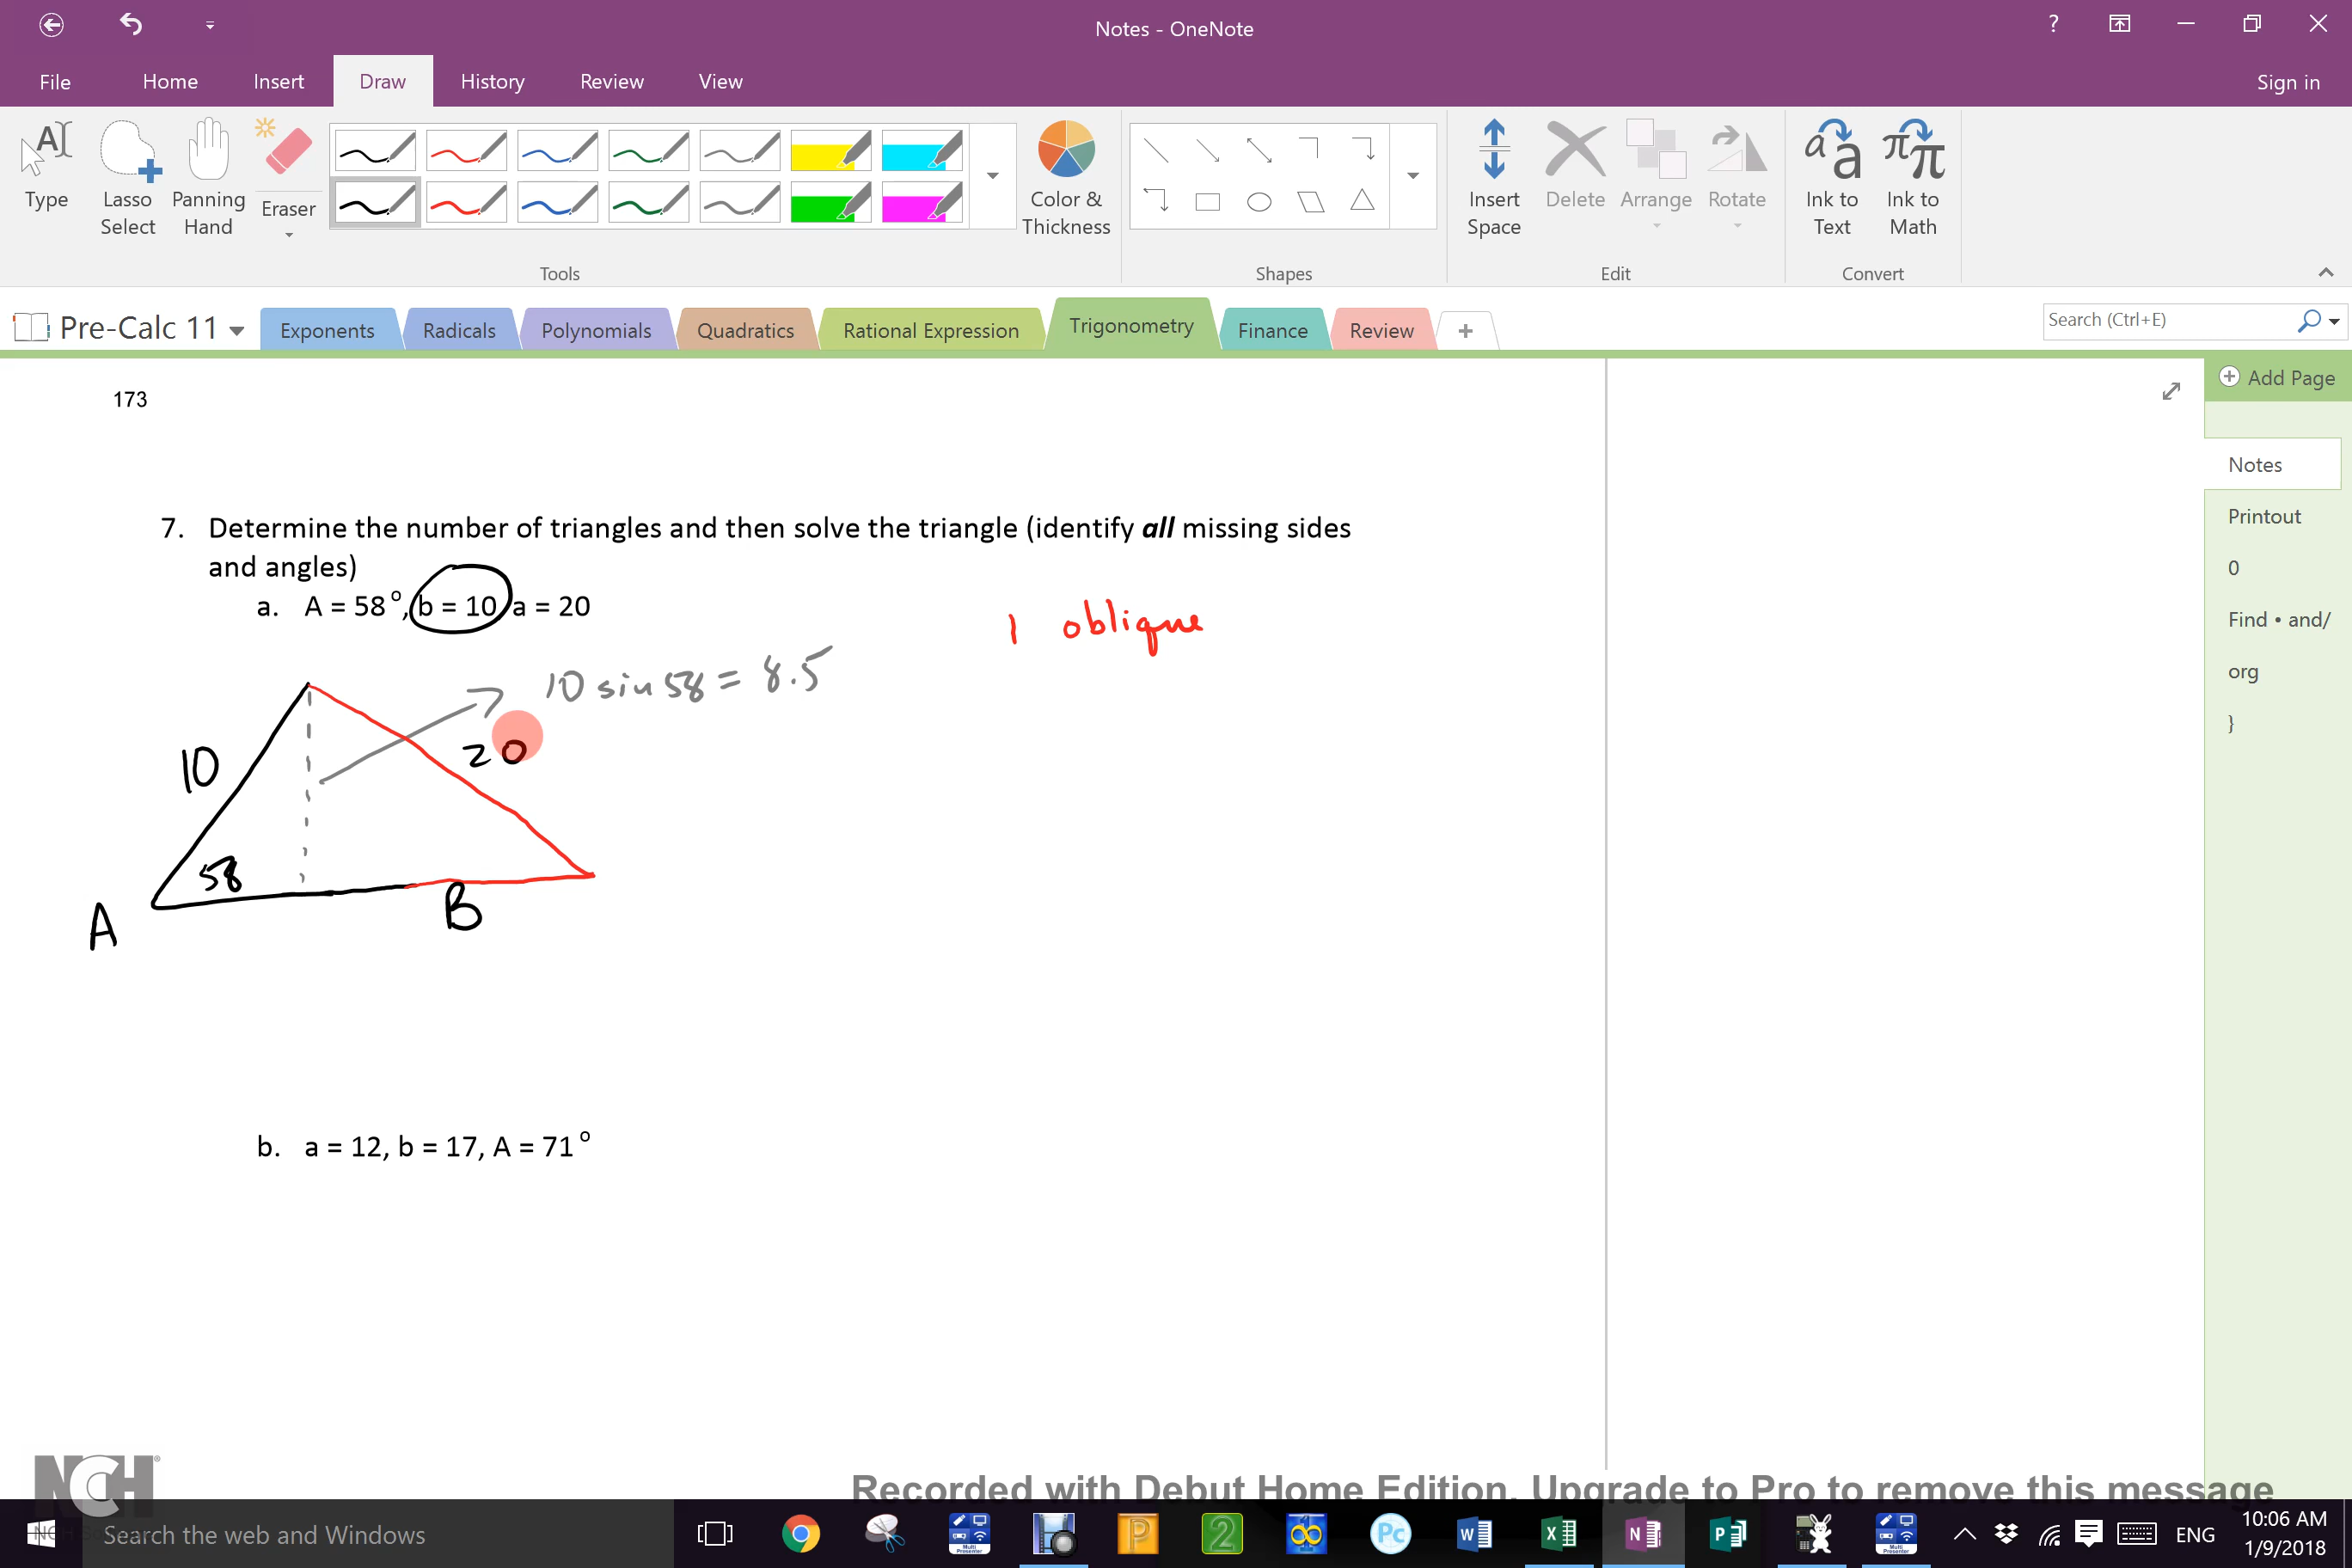 Notes - OneNote
?
File Home Insert Draw History Review View Sign in
Type
Lasso Select
Panning Hand
Eraser
Color & Thickness
Insert Space
Delete
Arrange
Rotate
Ink to Text
Ink to Math
Tools Shapes Edit Convert
Pre-Calc 11 Exponents Radicals Polynomials Quadratics Rational Expression Trigonometry Finance Review + Search (Ctrl+E)
Add Page
Notes
Printout
0
Find • and/
org
}
173
7. Determine the number of triangles and then solve the triangle (identify all missing sides
and angles)
a. A = 58°, b = 10, a = 20
1 oblique
10 sin 58 = 8.5
10
20
58
A
B
b. a = 12, b = 17, A = 71°
NCH
Recorded with Debut Home Edition. Upgrade to Pro to remove this message
Search the web and Windows
ENG
10:06 AM
1/9/2018